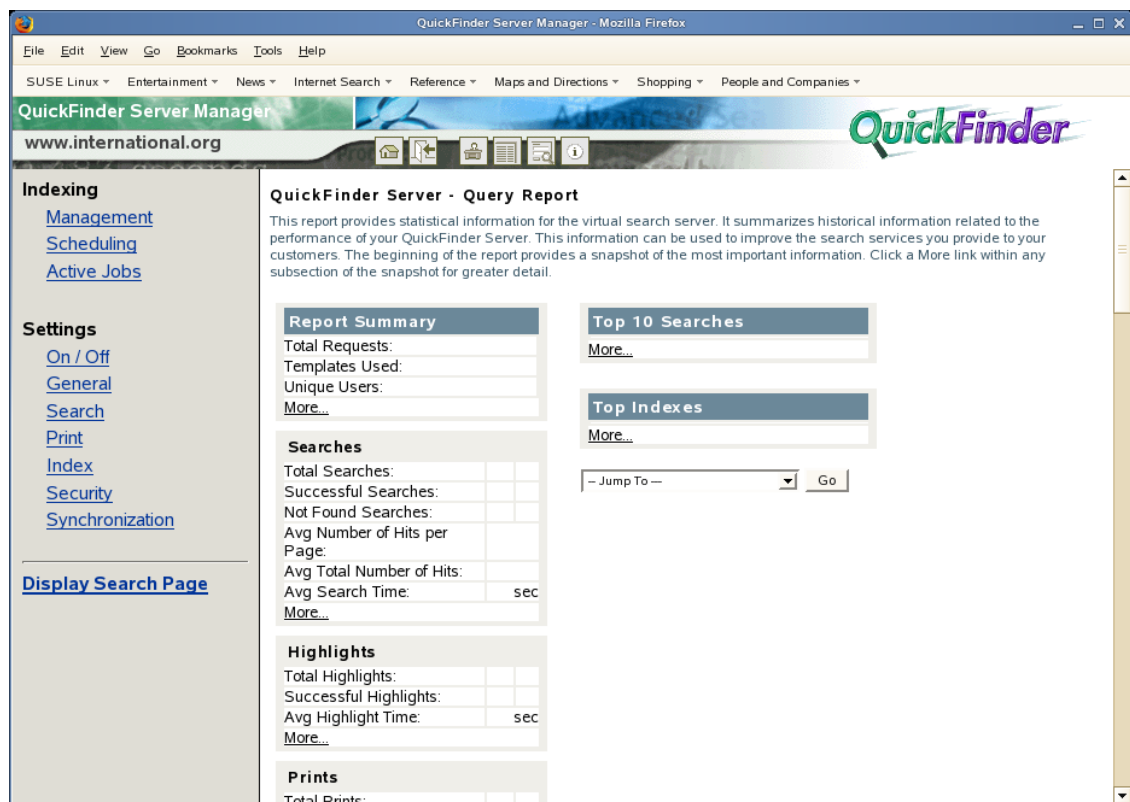 QuickFinder Server Manager - Mozilla Firefox
File Edit View Go Bookmarks Tools Help
SUSE Linux Entertainment News Internet Search Reference Maps and Directions Shopping People and Companies
QuickFinder Server Manager
Advanced Sea
www.international.org
QuickFinder
Indexing
Management
Scheduling
Active Jobs
Settings
On / Off
General
Search
Print
Index
Security
Synchronization
Display Search Page
QuickFinder Server - Query Report
This report provides statistical information for the virtual search server. It summarizes historical information related to the
performance of your QuickFinder Server. This information can be used to improve the search services you provide to your
customers. The beginning of the report provides a snapshot of the most important information. Click a More link within any
subsection of the snapshot for greater detail.
Report Summary
Total Requests:
Templates Used:
Unique Users:
More...
Searches
Total Searches:
Successful Searches:
Not Found Searches:
Avg Number of Hits per
Page:
Avg Total Number of Hits:
Avg Search Time: sec
More...
Highlights
Total Highlights:
Successful Highlights:
Avg Highlight Time: sec
More...
Prints
Total Prints:
Top 10 Searches
More...
Top Indexes
More...
-- Jump To -- Go